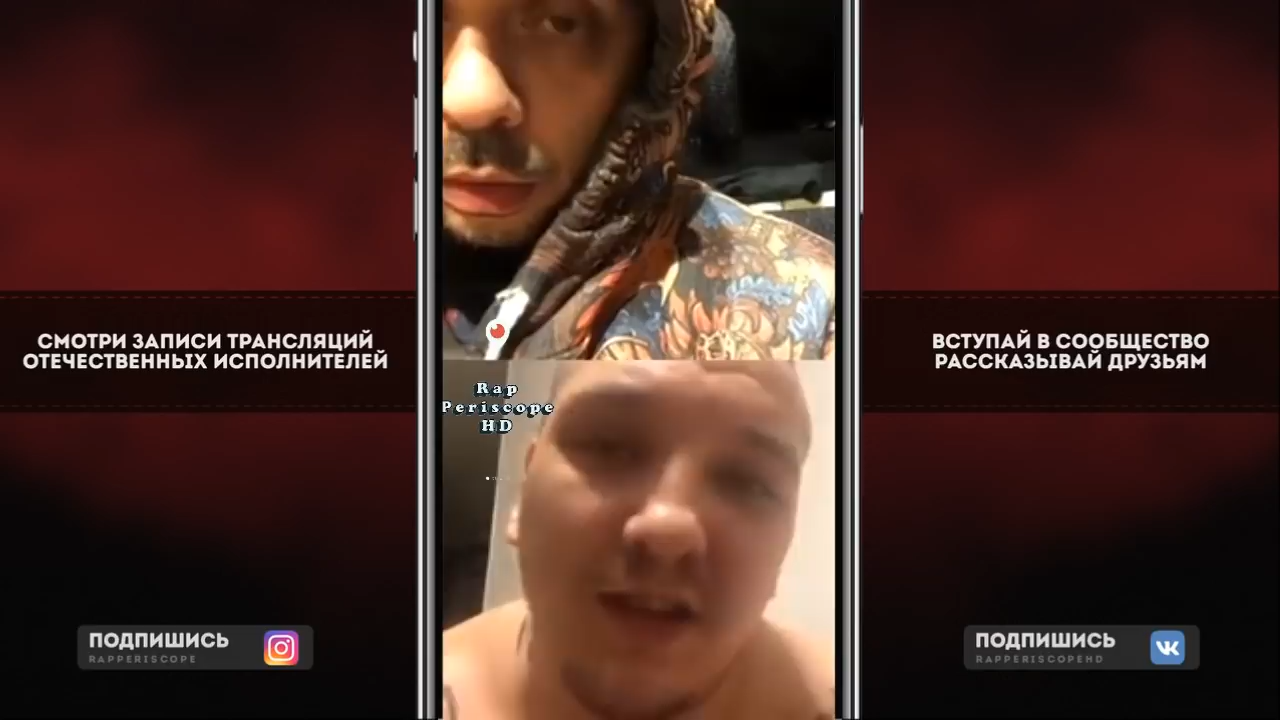 СМОТРИ ЗАПИСИ ТРАНСЛЯЦИЙ
ОТЕЧЕСТВЕННЫХ ИСПОЛНИТЕЛЕЙ
Rap
Periscope
HD
ВСТУПАЙ В СООБЩЕСТВО
РАССКАЗЫВАЙ ДРУЗЬЯМ
ПОДПИШИСЬ
RAPPERISCOPE
ПОДПИШИСЬ
RAPPERISCOPEHD